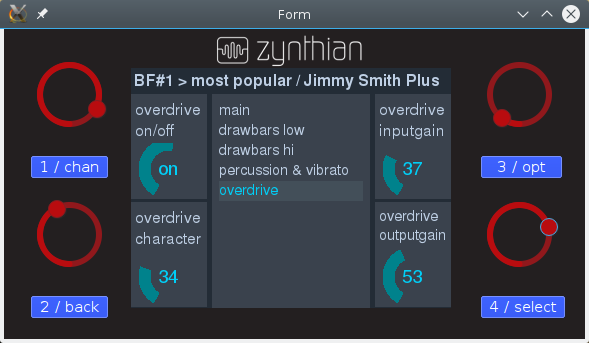 Form
zynthian
BF#1 > most popular / Jimmy Smith Plus
1 / chan
2 / back
overdrive
on/off
on
overdrive
character
34
main
drawbars low
drawbars hi
percussion & vibrato
overdrive
overdrive
inputgain
37
overdrive
outputgain
53
3 / opt
4 / select